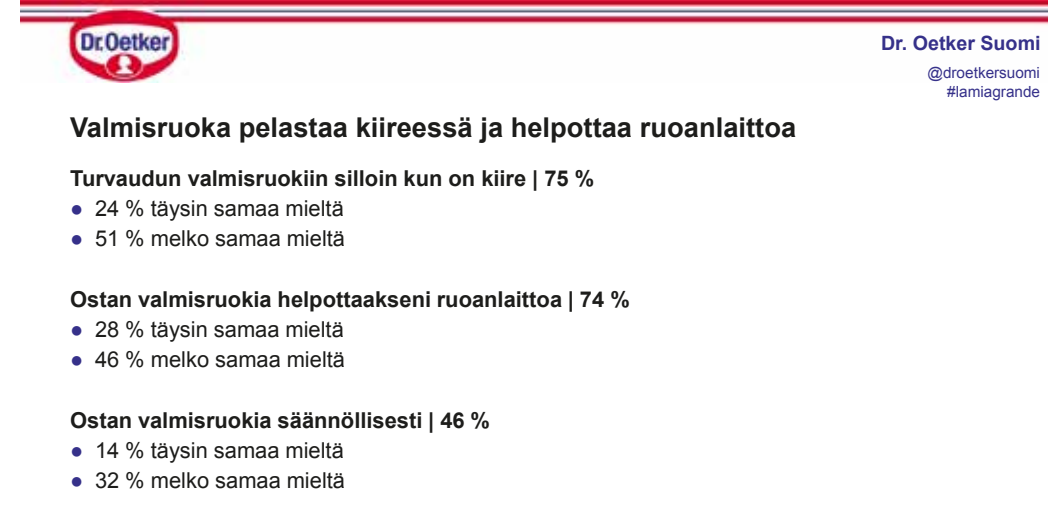 Dr.Oetker
Dr. Oetker Suomi
@droetkersuomi
#lamiagrande
Valmisruoka pelastaa kiireessä ja helpottaa ruoanlaittoa
Turvaudun valmisruokiin silloin kun on kiire | 75 %
● 24 % täysin samaa mieltä
● 51 % melko samaa mieltä
Ostan valmisruokia helpottaakseni ruoanlaittoa | 74 %
● 28 % täysin samaa mieltä
● 46 % melko samaa mieltä
Ostan valmisruokia säännöllisesti | 46 %
● 14 % täysin samaa mieltä
● 32 % melko samaa mieltä